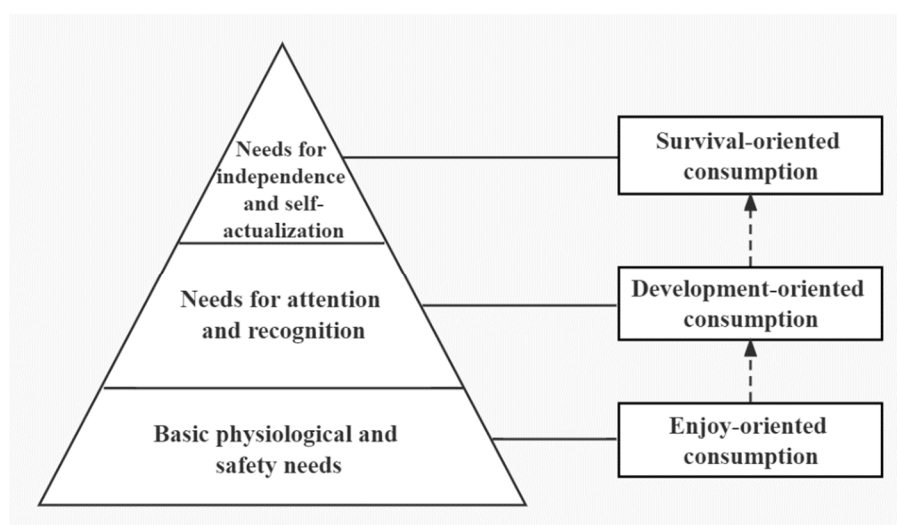 Needs for
independence
and self-
actualization
Survival-oriented
consumption
Needs for attention
and recognition
Development-oriented
consumption
Basic physiological and
safety needs
Enjoy-oriented
consumption